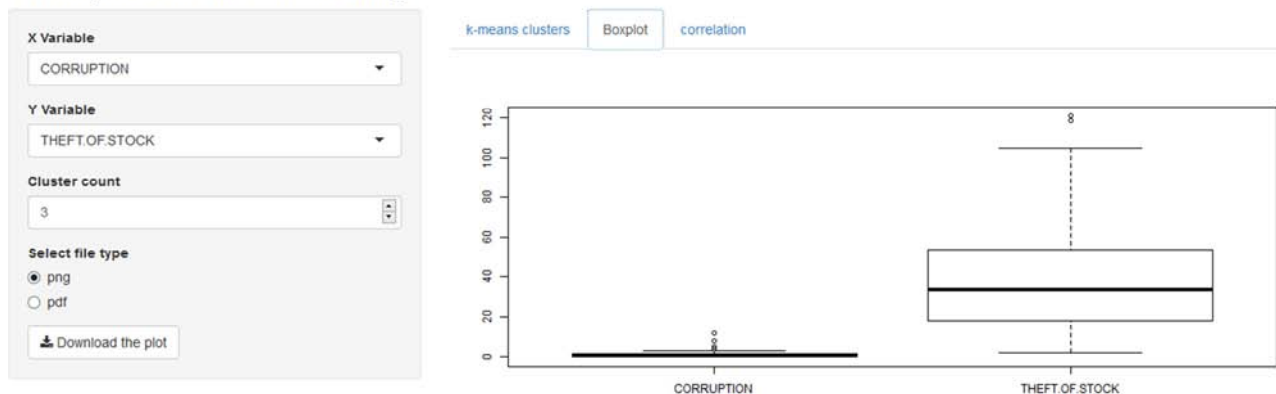 X Variable
CORRUPTION
Y Variable
THEFT.OF.STOCK
Cluster count
3
Select file type
png
pdf
Download the plot
k-means clusters Boxplot correlation
120
100
80
60
40
20
0
CORRUPTION THEFT.OF.STOCK